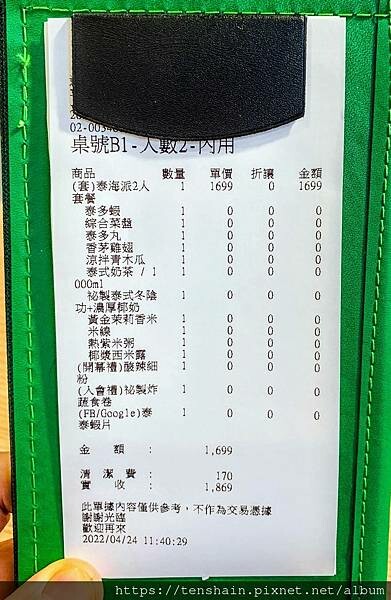 02-0034
桌號B1-人數2-內用
商品 數量 單價 折讓 金額
(套)泰海派2人 1 1699 0 1699
套餐
泰多蝦 1 0 0 0
綜合菜盤 1 0 0 0
泰多丸 1 0 0 0
香茅雞翅 1 0 0 0
涼拌青木瓜 1 0 0 0
泰式奶茶 / 1 1 0 0 0
000ml
祕製泰式冬陰 1 0 0 0
功+濃厚椰奶
黃金茉莉香米 1 0 0 0
米線 1 0 0 0
熱紫米粥 1 0 0 0
椰漿西米露 1 0 0 0
(開幕禮)酸辣細 1 0 0 0
粉
(入會禮)祕製炸 1 0 0 0
蔬食卷
(FB/Google)泰 1 0 0 0
泰蝦片
金 額 : 1,699
清 潔 費 : 170
實 收 : 1,869
此單據內容僅供參考，不作為交易憑據
謝謝光臨
歡迎再來
2022/04/24 11:40:29
https://tenshain.pixnet.net/album